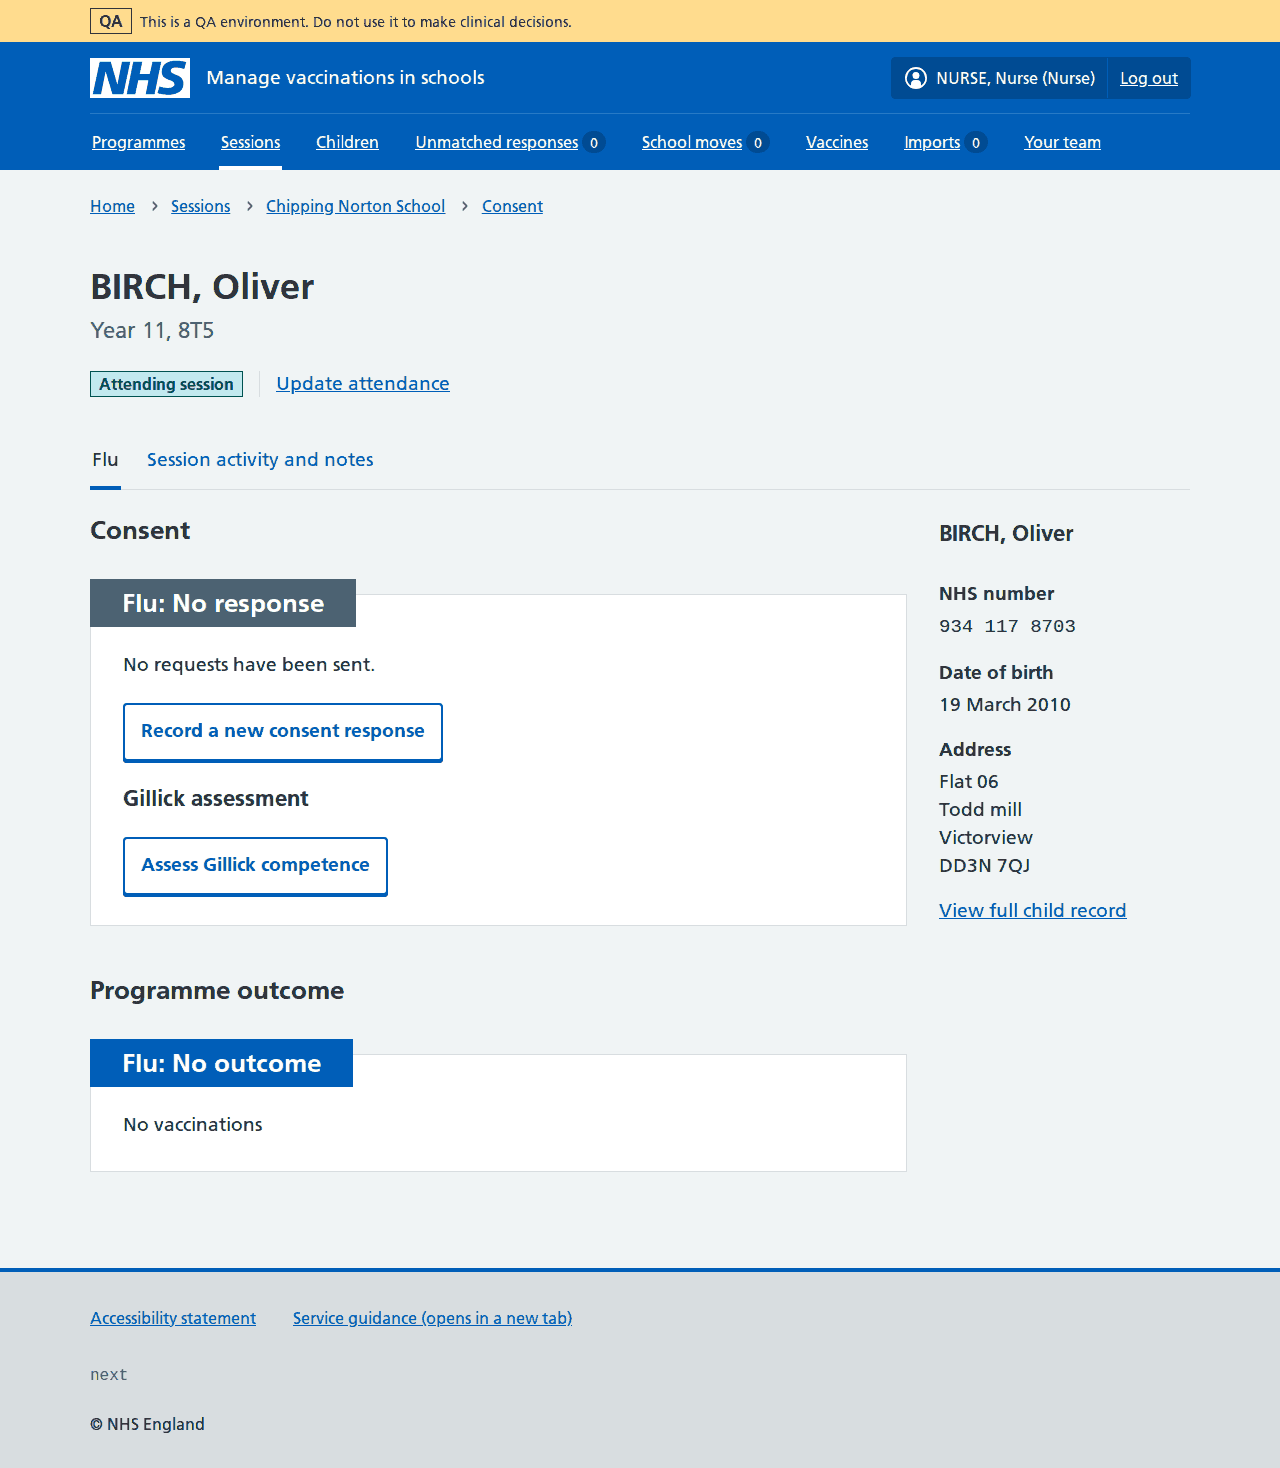 QA This is a QA environment. Do not use it to make clinical decisions.
NHS Manage vaccinations in schools NURSE, Nurse (Nurse) Log out
Programmes Sessions Children Unmatched responses 0 School moves 0 Vaccines Imports 0 Your team
Home Sessions Chipping Norton School Consent
BIRCH, Oliver
Year 11, 8T5
Attending session Update attendance
Flu Session activity and notes
Consent
Flu: No response
No requests have been sent.
Record a new consent response
Gillick assessment
Assess Gillick competence
BIRCH, Oliver
NHS number
934 117 8703
Date of birth
19 March 2010
Address
Flat 06
Todd mill
Victorview
DD3N 7QJ
View full child record
Programme outcome
Flu: No outcome
No vaccinations
Accessibility statement Service guidance (opens in a new tab)
next
© NHS England